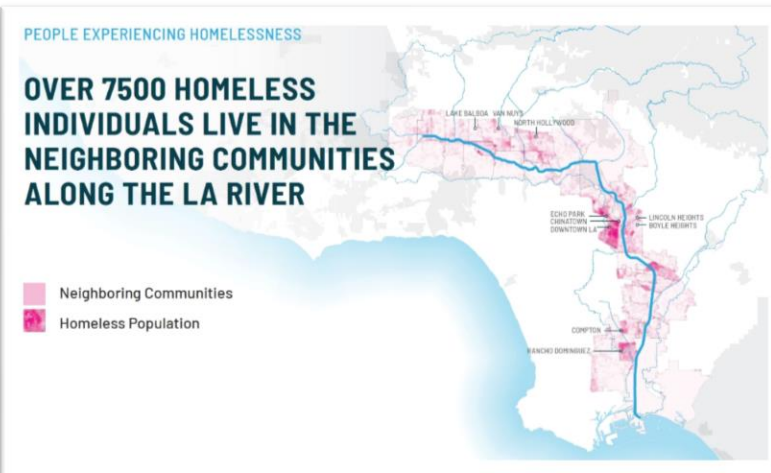 PEOPLE EXPERIENCING HOMELESSNESS
OVER 7500 HOMELESS
INDIVIDUALS LIVE IN THE
NEIGHBORING COMMUNITIES
ALONG THE LA RIVER
Neighboring Communities
Homeless Population
LAKE BALBOA
VAN NUYS
NORTH HOLLYWOOD
ECHO PARK
CHINATOWN
DOWNTOWN LA
LINCOLN HEIGHTS
BOYLE HEIGHTS
COMPTON
RANCHO DOMINGUEZ